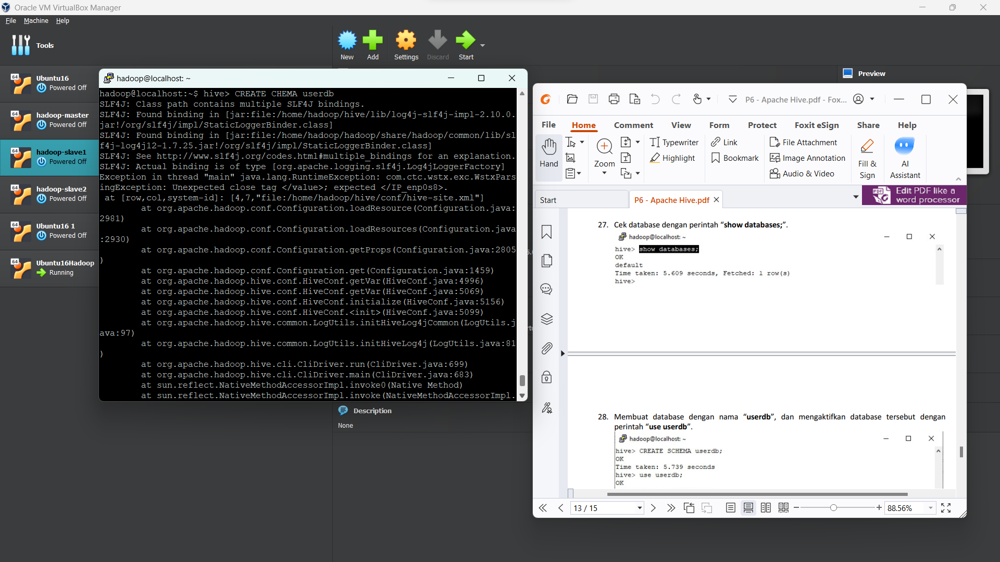 Oracle VM VirtualBox Manager
File Machine Help
Tools
New Add Settings Discard Start
Ubuntu16
Powered Off
hadoop-master
Powered Off
hadoop-slave1
Powered Off
hadoop-slave2
Powered Off
Ubuntu16 1
Powered Off
Ubuntu16Hadoop
Running
Preview
Description
None
hadoop@localhost: ~
hadoop@localhost:~$ hive> CREATE CHEMA userdb
SLF4J: Class path contains multiple SLF4J bindings.
SLF4J: Found binding in [jar:file:/home/hadoop/hive/lib/log4j-slf4j-impl-2.10.0.
jar!/org/slf4j/impl/StaticLoggerBinder.class]
SLF4J: Found binding in [jar:file:/home/hadoop/hadoop/share/hadoop/common/lib/sl
f4j-log4j12-1.7.25.jar!/org/slf4j/impl/StaticLoggerBinder.class]
SLF4J: See http://www.slf4j.org/codes.html#multiple_bindings for an explanation.
SLF4J: Actual binding is of type [org.apache.logging.slf4j.Log4jLoggerFactory]
Exception in thread "main" java.lang.RuntimeException: com.ctc.wstx.exc.WstxPars
ingException: Unexpected close tag </value>; expected </IP_enp0s8>.
at [row,col,system-id]: [4,7,"file:/home/hadoop/hive/conf/hive-site.xml"]
at org.apache.hadoop.conf.Configuration.loadResource(Configuration.java:
2981)
at org.apache.hadoop.conf.Configuration.loadResources(Configuration.java
:2930)
at org.apache.hadoop.conf.Configuration.getProps(Configuration.java:2805
)
at org.apache.hadoop.conf.Configuration.get(Configuration.java:1459)
at org.apache.hadoop.hive.conf.HiveConf.getVar(HiveConf.java:4996)
at org.apache.hadoop.hive.conf.HiveConf.getVar(HiveConf.java:5069)
at org.apache.hadoop.hive.conf.HiveConf.initialize(HiveConf.java:5156)
at org.apache.hadoop.hive.conf.HiveConf.<init>(HiveConf.java:5099)
at org.apache.hadoop.hive.common.LogUtils.initHiveLog4jCommon(LogUtils.j
ava:97)
at org.apache.hadoop.hive.common.LogUtils.initHiveLog4j(LogUtils.java:81
)
at org.apache.hadoop.hive.cli.CliDriver.run(CliDriver.java:699)
at org.apache.hadoop.hive.cli.CliDriver.main(CliDriver.java:683)
at sun.reflect.NativeMethodAccessorImpl.invoke0(Native Method)
at sun.reflect.NativeMethodAccessorImpl.invoke(NativeMethodAccessorImpl.
P6 - Apache Hive.pdf - Fox...
File Home Comment View Form Protect Foxit eSign Share Help
Hand
Zoom
Typewriter
Highlight
Link
Bookmark
File Attachment
Image Annotation
Audio & Video
Fill &
Sign
AI
Assistant
Start
P6 - Apache Hive.pdf
PDF
Edit PDF like a
word processor
27. Cek database dengan perintah “show databases;”.
hadoop@localhost: ~
hive> show databases;
OK
default
Time taken: 5.609 seconds, Fetched: 1 row(s)
hive>
28. Membuat database dengan nama “userdb”, dan mengaktifkan database tersebut dengan
perintah “use userdb”.
hadoop@localhost: ~
hive> CREATE SCHEMA userdb;
OK
Time taken: 5.739 seconds
hive> use userdb;
OK
13 / 15
88.56%